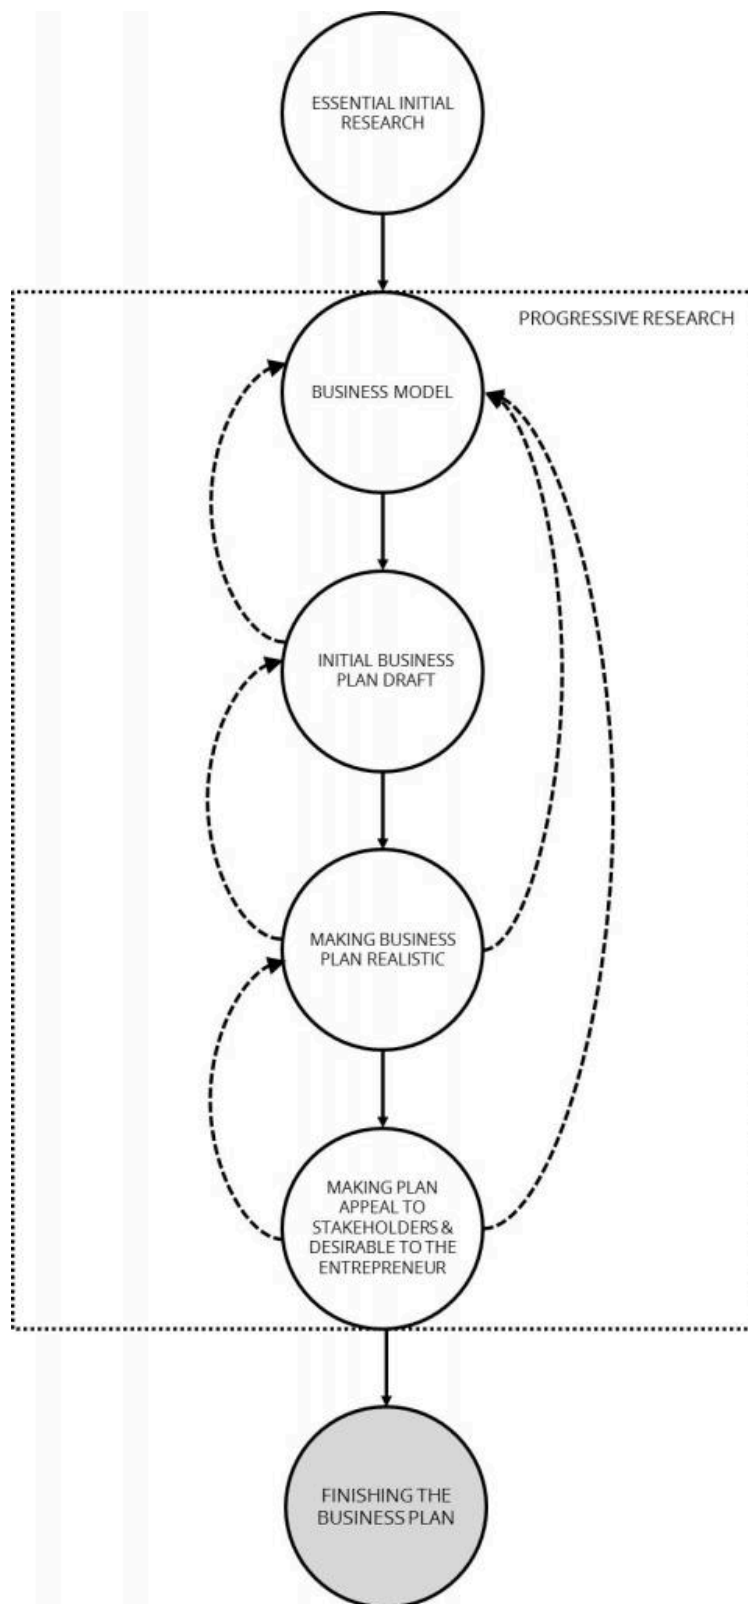 ESSENTIAL INITIAL
RESEARCH
PROGRESSIVE RESEARCH
BUSINESS MODEL
INITIAL BUSINESS
PLAN DRAFT
MAKING BUSINESS
PLAN REALISTIC
MAKING PLAN
APPEAL TO
STAKEHOLDERS &
DESIRABLE TO THE
ENTREPRENEUR
FINISHING THE
BUSINESS PLAN